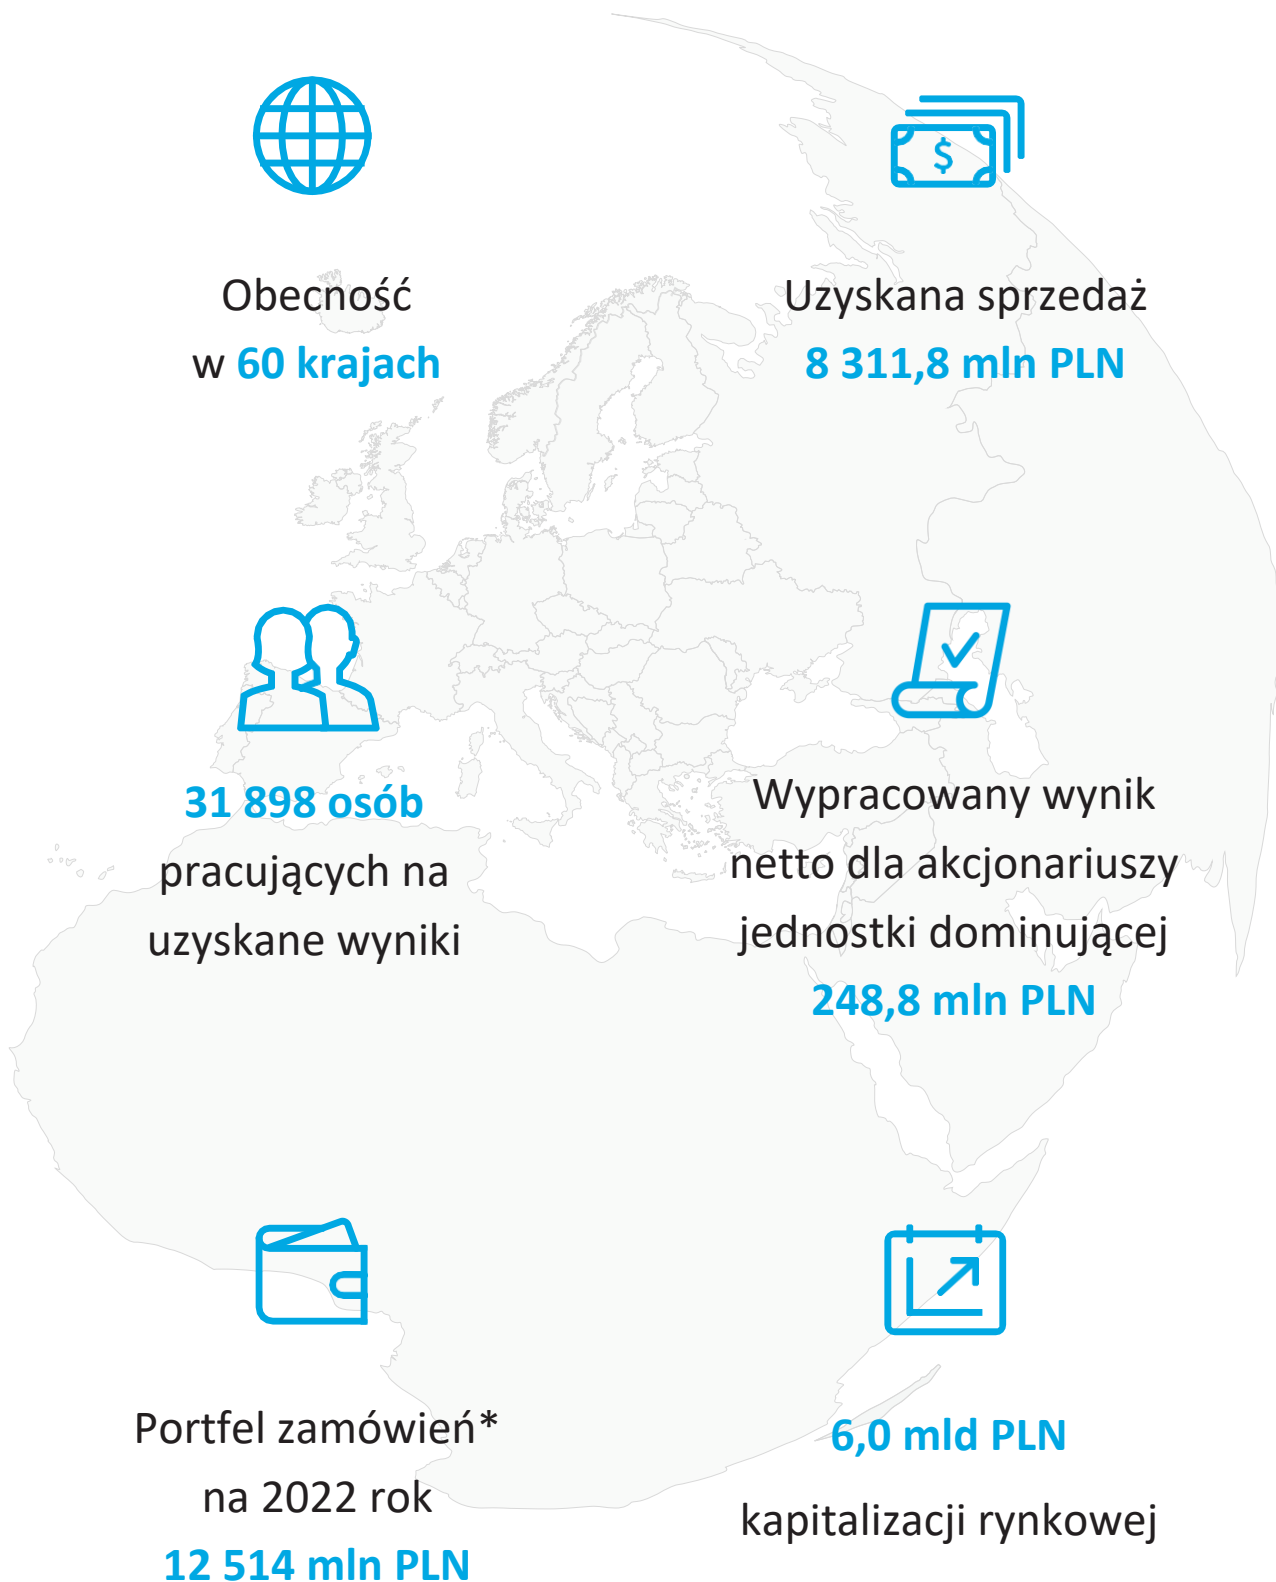 $
Obecność
w 60 krajach
Uzyskana sprzedaż
8 311,8 mln PLN
31 898 osób
pracujących na
uzyskane wyniki
Wypracowany wynik
netto dla akcjonariuszy
jednostki dominującej
248,8 mln PLN
Portfel zamówień*
na 2022 rok
12 514 mln PLN
6,0 mld PLN
kapitalizacji rynkowej